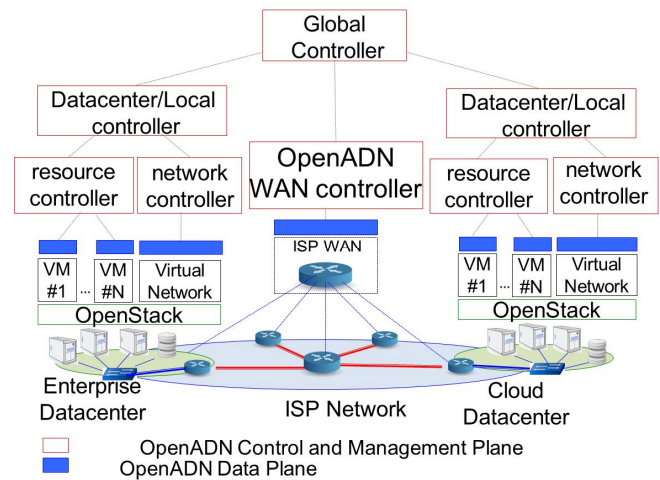 Global
Controller
Datacenter/Local
controller
Datacenter/Local
controller
resource
controller
network
controller
OpenADN
WAN controller
resource
controller
network
controller
VM
#1
...
VM
#N
Virtual
Network
ISP WAN
VM
#1
...
VM
#N
Virtual
Network
OpenStack
OpenStack
Enterprise
Datacenter
ISP Network
Cloud
Datacenter
OpenADN Control and Management Plane
OpenADN Data Plane